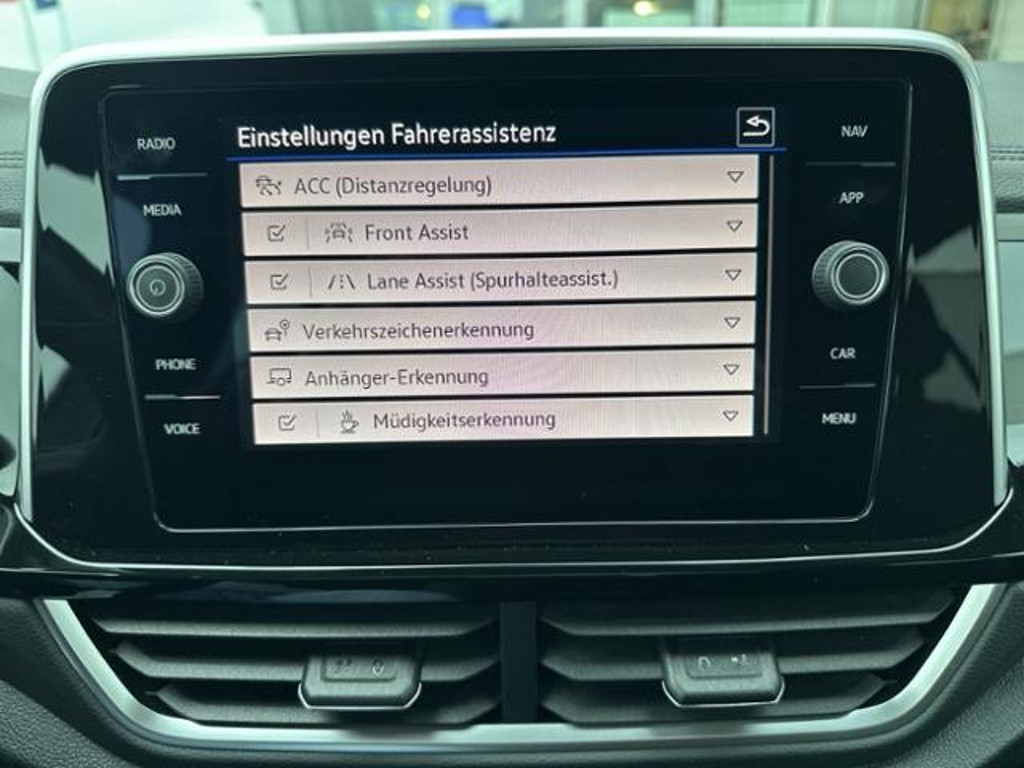 Einstellungen Fahrerassistenz
ACC (Distanzregelung)
Front Assist
Lane Assist (Spurhalteassist.)
Verkehrszeichenerkennung
Anhänger-Erkennung
Müdigkeitserkennung
RADIO
MEDIA
PHONE
VOICE
NAV
APP
CAR
MENU